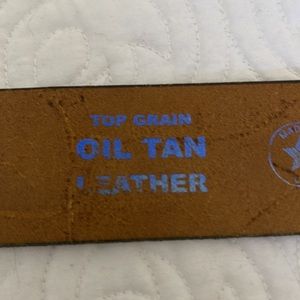 TOP GRAIN
OIL TAN
LEATHER